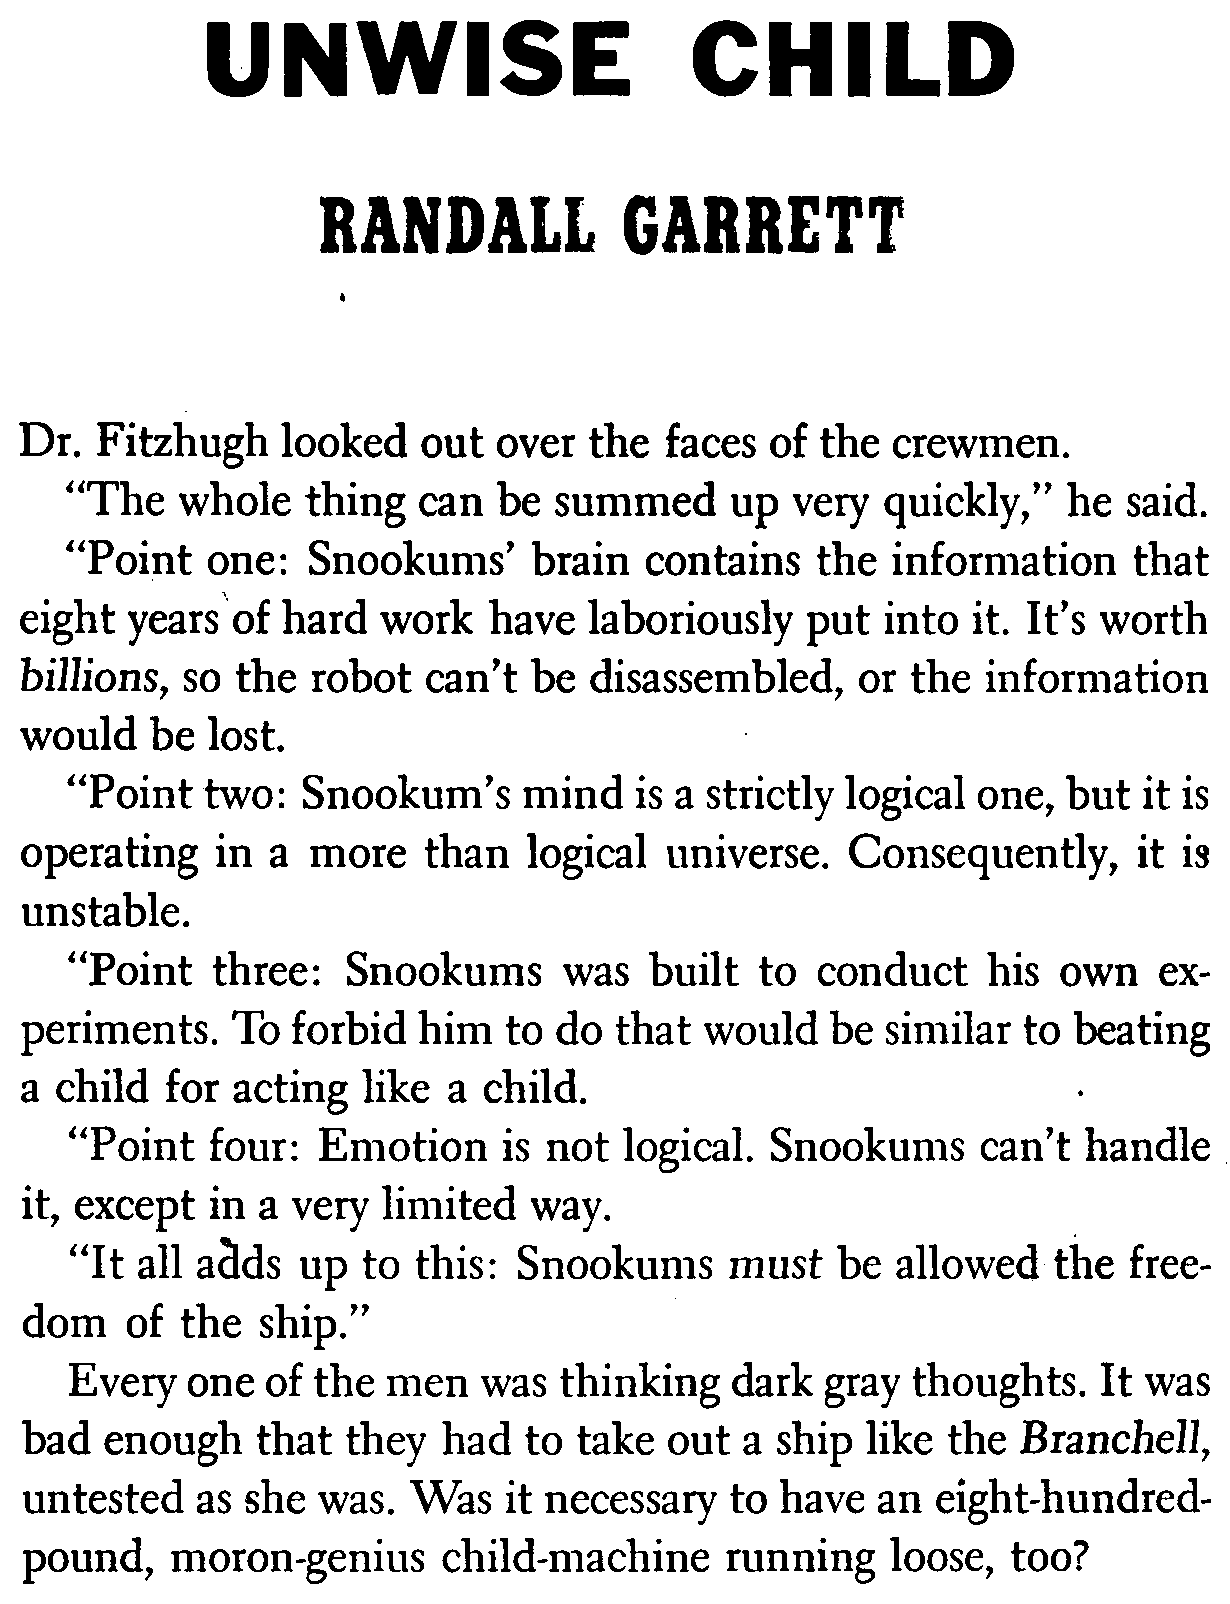 UNWISE CHILD
RANDALL GARRETT
Dr. Fitzhugh looked out over the faces of the crewmen.
“The whole thing can be summed up very quickly,” he said.
“Point one: Snookums’ brain contains the information that
eight years of hard work have laboriously put into it. It’s worth
billions, so the robot can’t be disassembled, or the information
would be lost.
“Point two: Snookum’s mind is a strictly logical one, but it is
operating in a more than logical universe. Consequently, it is
unstable.
“Point three: Snookums was built to conduct his own ex-
periments. To forbid him to do that would be similar to beating
a child for acting like a child.
“Point four: Emotion is not logical. Snookums can’t handle
it, except in a very limited way.
“It all adds up to this: Snookums must be allowed the free-
dom of the ship.”
Every one of the men was thinking dark gray thoughts. It was
bad enough that they had to take out a ship like the Branchell,
untested as she was. Was it necessary to have an eight-hundred-
pound, moron-genius child-machine running loose, too?